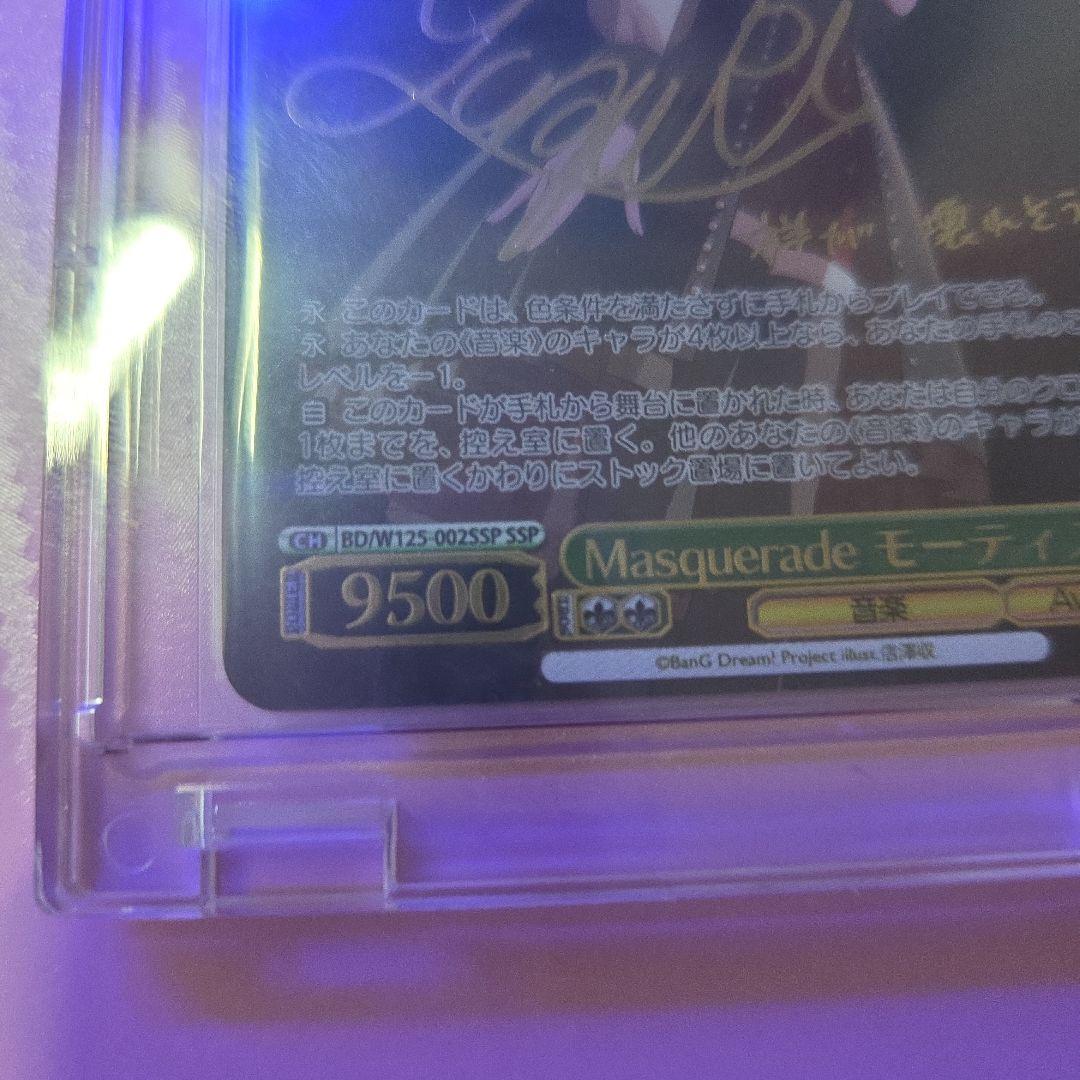 永 このカードは、色条件を満たさずに手札からプレイできる。
永 あなたの《音楽》のキャラが4枚以上なら、あなたの手札の
レベルを－1。
自 このカードが手札から舞台に置かれた時、あなたは自分のクロ
1枚までを、控え室に置く。他のあなたの《音楽》のキャラが
控え室に置くかわりにストック置場に置いてよい。
CH BD/W125-002SSP SSP
Masquerade モーティ
9500
音楽
©BanG Dream! Project illust.信澤収